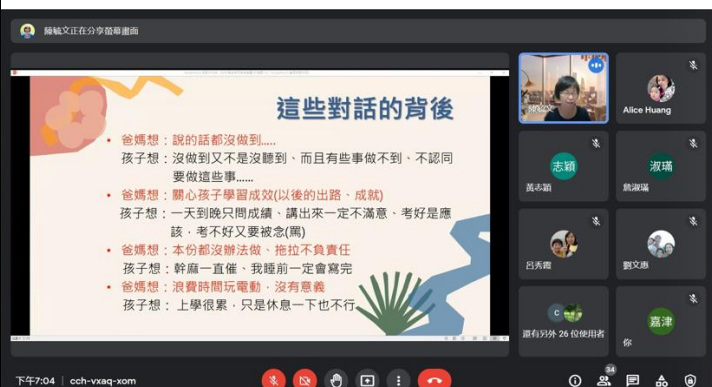 陳毓文正在分享螢幕畫面
這些對話的背後
• 爸媽想：說的話都沒做到.....
孩子想：沒做到又不是沒聽到、而且有些事做不到、不認同
要做這些事......
• 爸媽想：關心孩子學習成效(以後的出路、成就)
孩子想：一天到晚只問成績、講出來一定不滿意、考好是應
該，考不好又要被念(罵)
• 爸媽想：本份都沒辦法做、拖拉不負責任
孩子想：幹麻一直催、我睡前一定會寫完
• 爸媽想：浪費時間玩電動，沒有意義
孩子想： 上學很累，只是休息一下也不行
陳毓文
Alice Huang
志穎
黃志穎
淑瑀
呂秀霞
劉文惠
C
還有另外 26 位使用者
嘉津
你
下午7:04 | cch-vxaq-xom
34